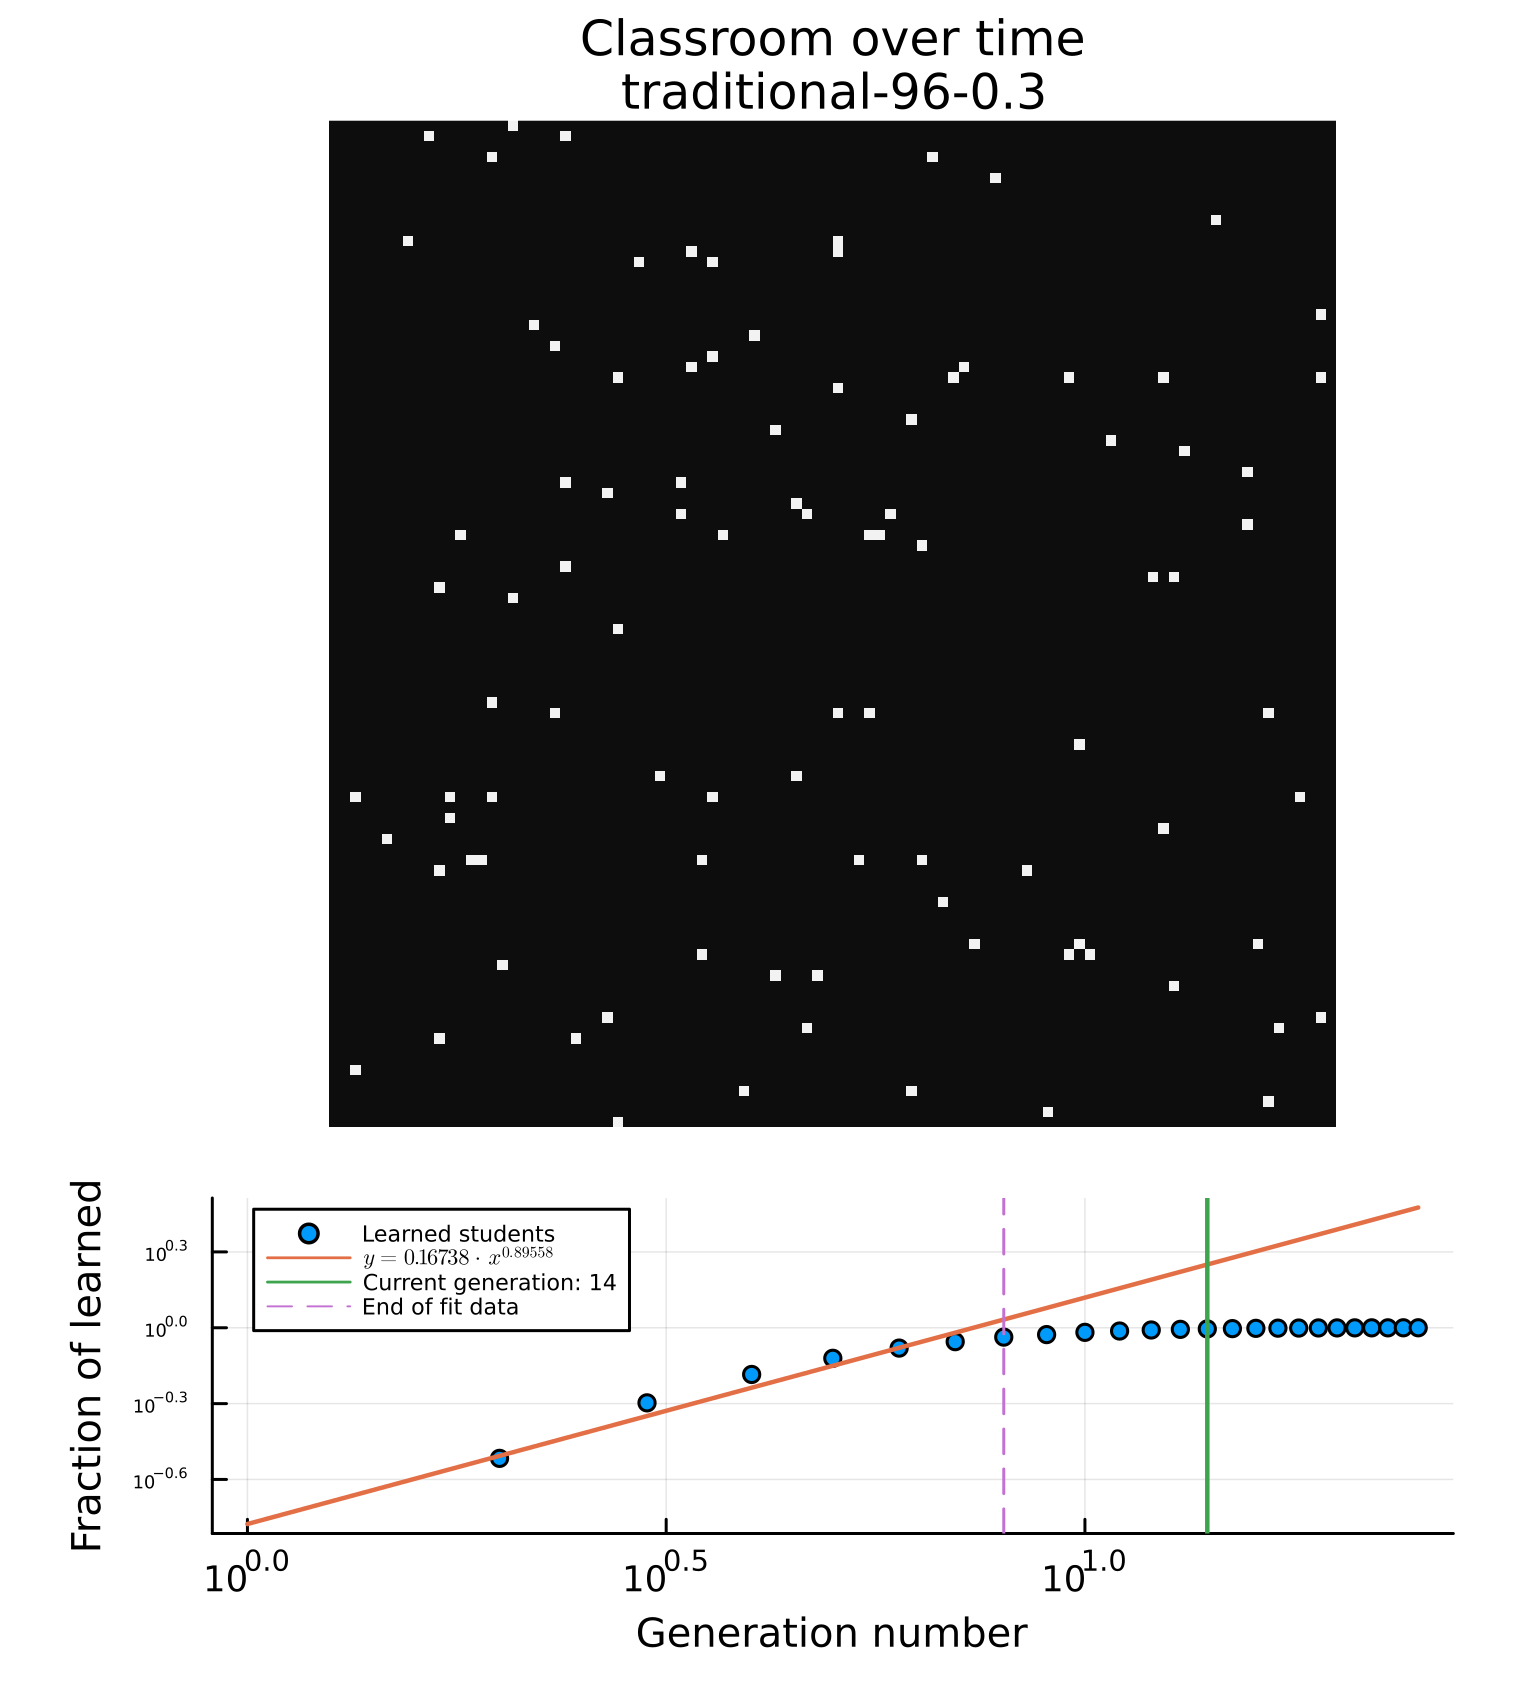 Classroom over time
traditional-96-0.3
Fraction of learned
10^0.3
10^0.0
10^−0.3
10^−0.6
Learned students
y = 0.16738 · x^0.89558
Current generation: 14
End of fit data
10^0.0 10^0.5 10^1.0
Generation number